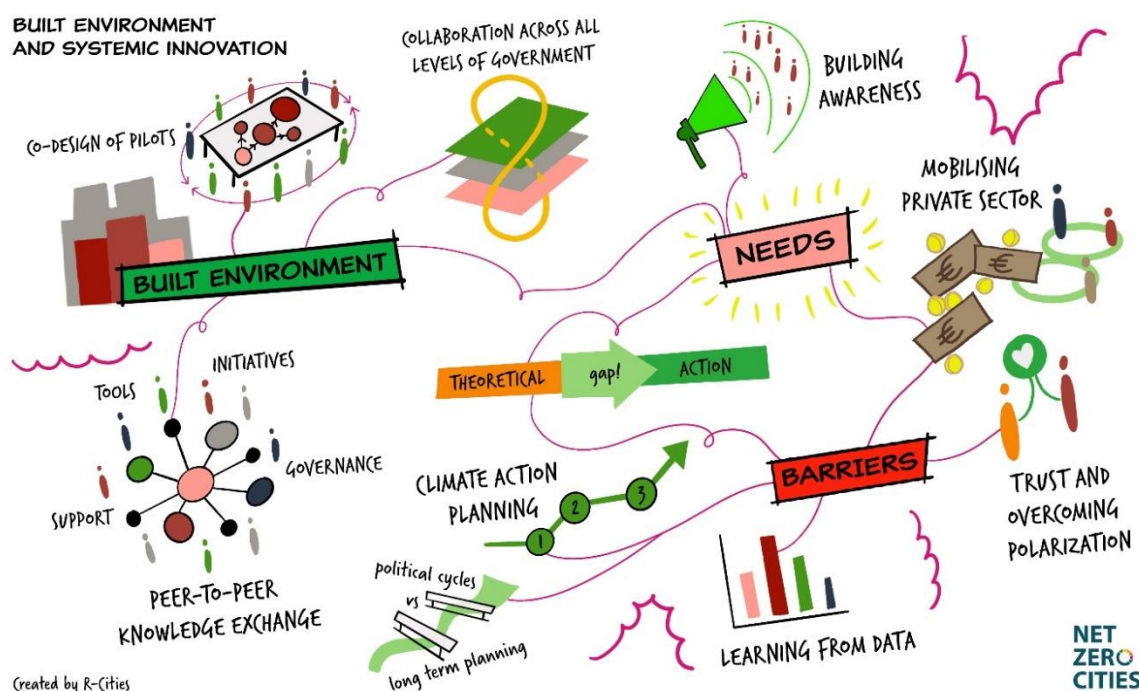 BUILT ENVIRONMENT
AND SYSTEMIC INNOVATION
CO-DESIGN OF PILOTS
COLLABORATION ACROSS ALL
LEVELS OF GOVERNMENT
BUILDING
AWARENESS
BUILT ENVIRONMENT
NEEDS
MOBILISING
PRIVATE SECTOR
€
€
€
THEORETICAL
gap!
ACTION
INITIATIVES
TOOLS
GOVERNANCE
SUPPORT
PEER-TO-PEER
KNOWLEDGE EXCHANGE
CLIMATE ACTION
PLANNING
1
2
3
political cycles
vs
long term planning
BARRIERS
TRUST AND
OVERCOMING
POLARIZATION
LEARNING FROM DATA
Created by R-Cities
NET
ZERO
CITIES